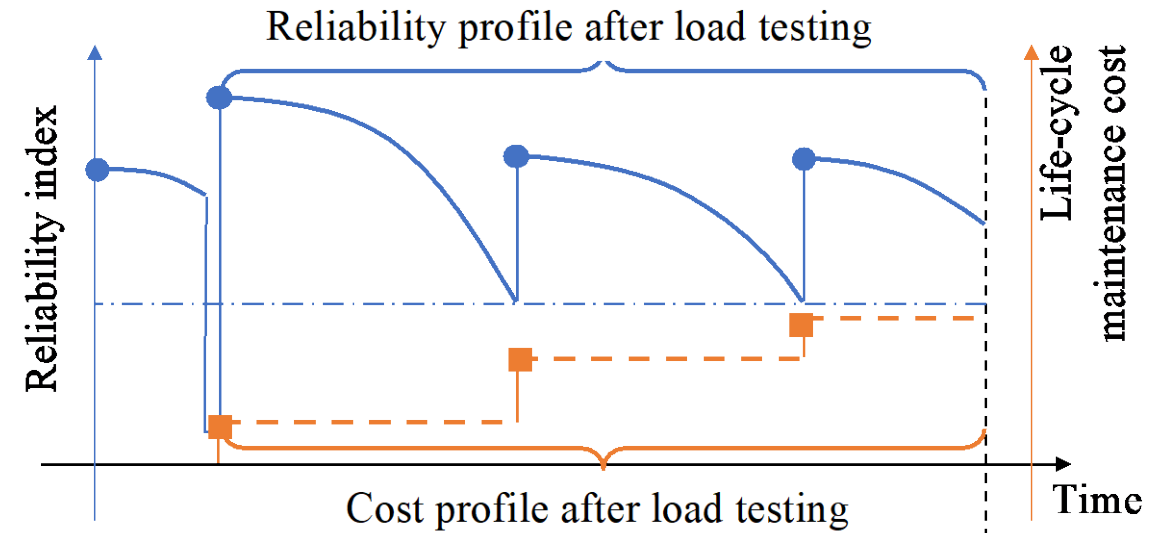 Reliability profile after load testing
Reliability index
Life-cycle
maintenance cost
Time
Cost profile after load testing